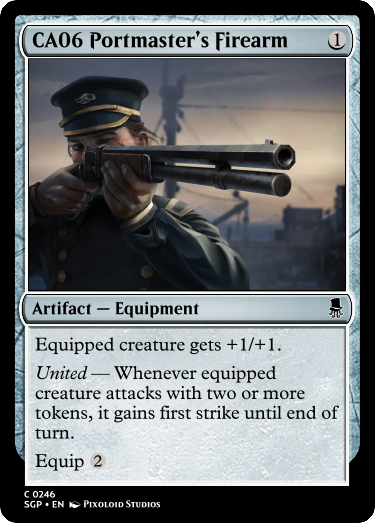 CA06 Portmaster's Firearm 1
Artifact — Equipment
Equipped creature gets +1/+1.
United — Whenever equipped
creature attacks with two or more
tokens, it gains first strike until end of
turn.
Equip 2
C 0246
SGP • EN Pixoloid Studios